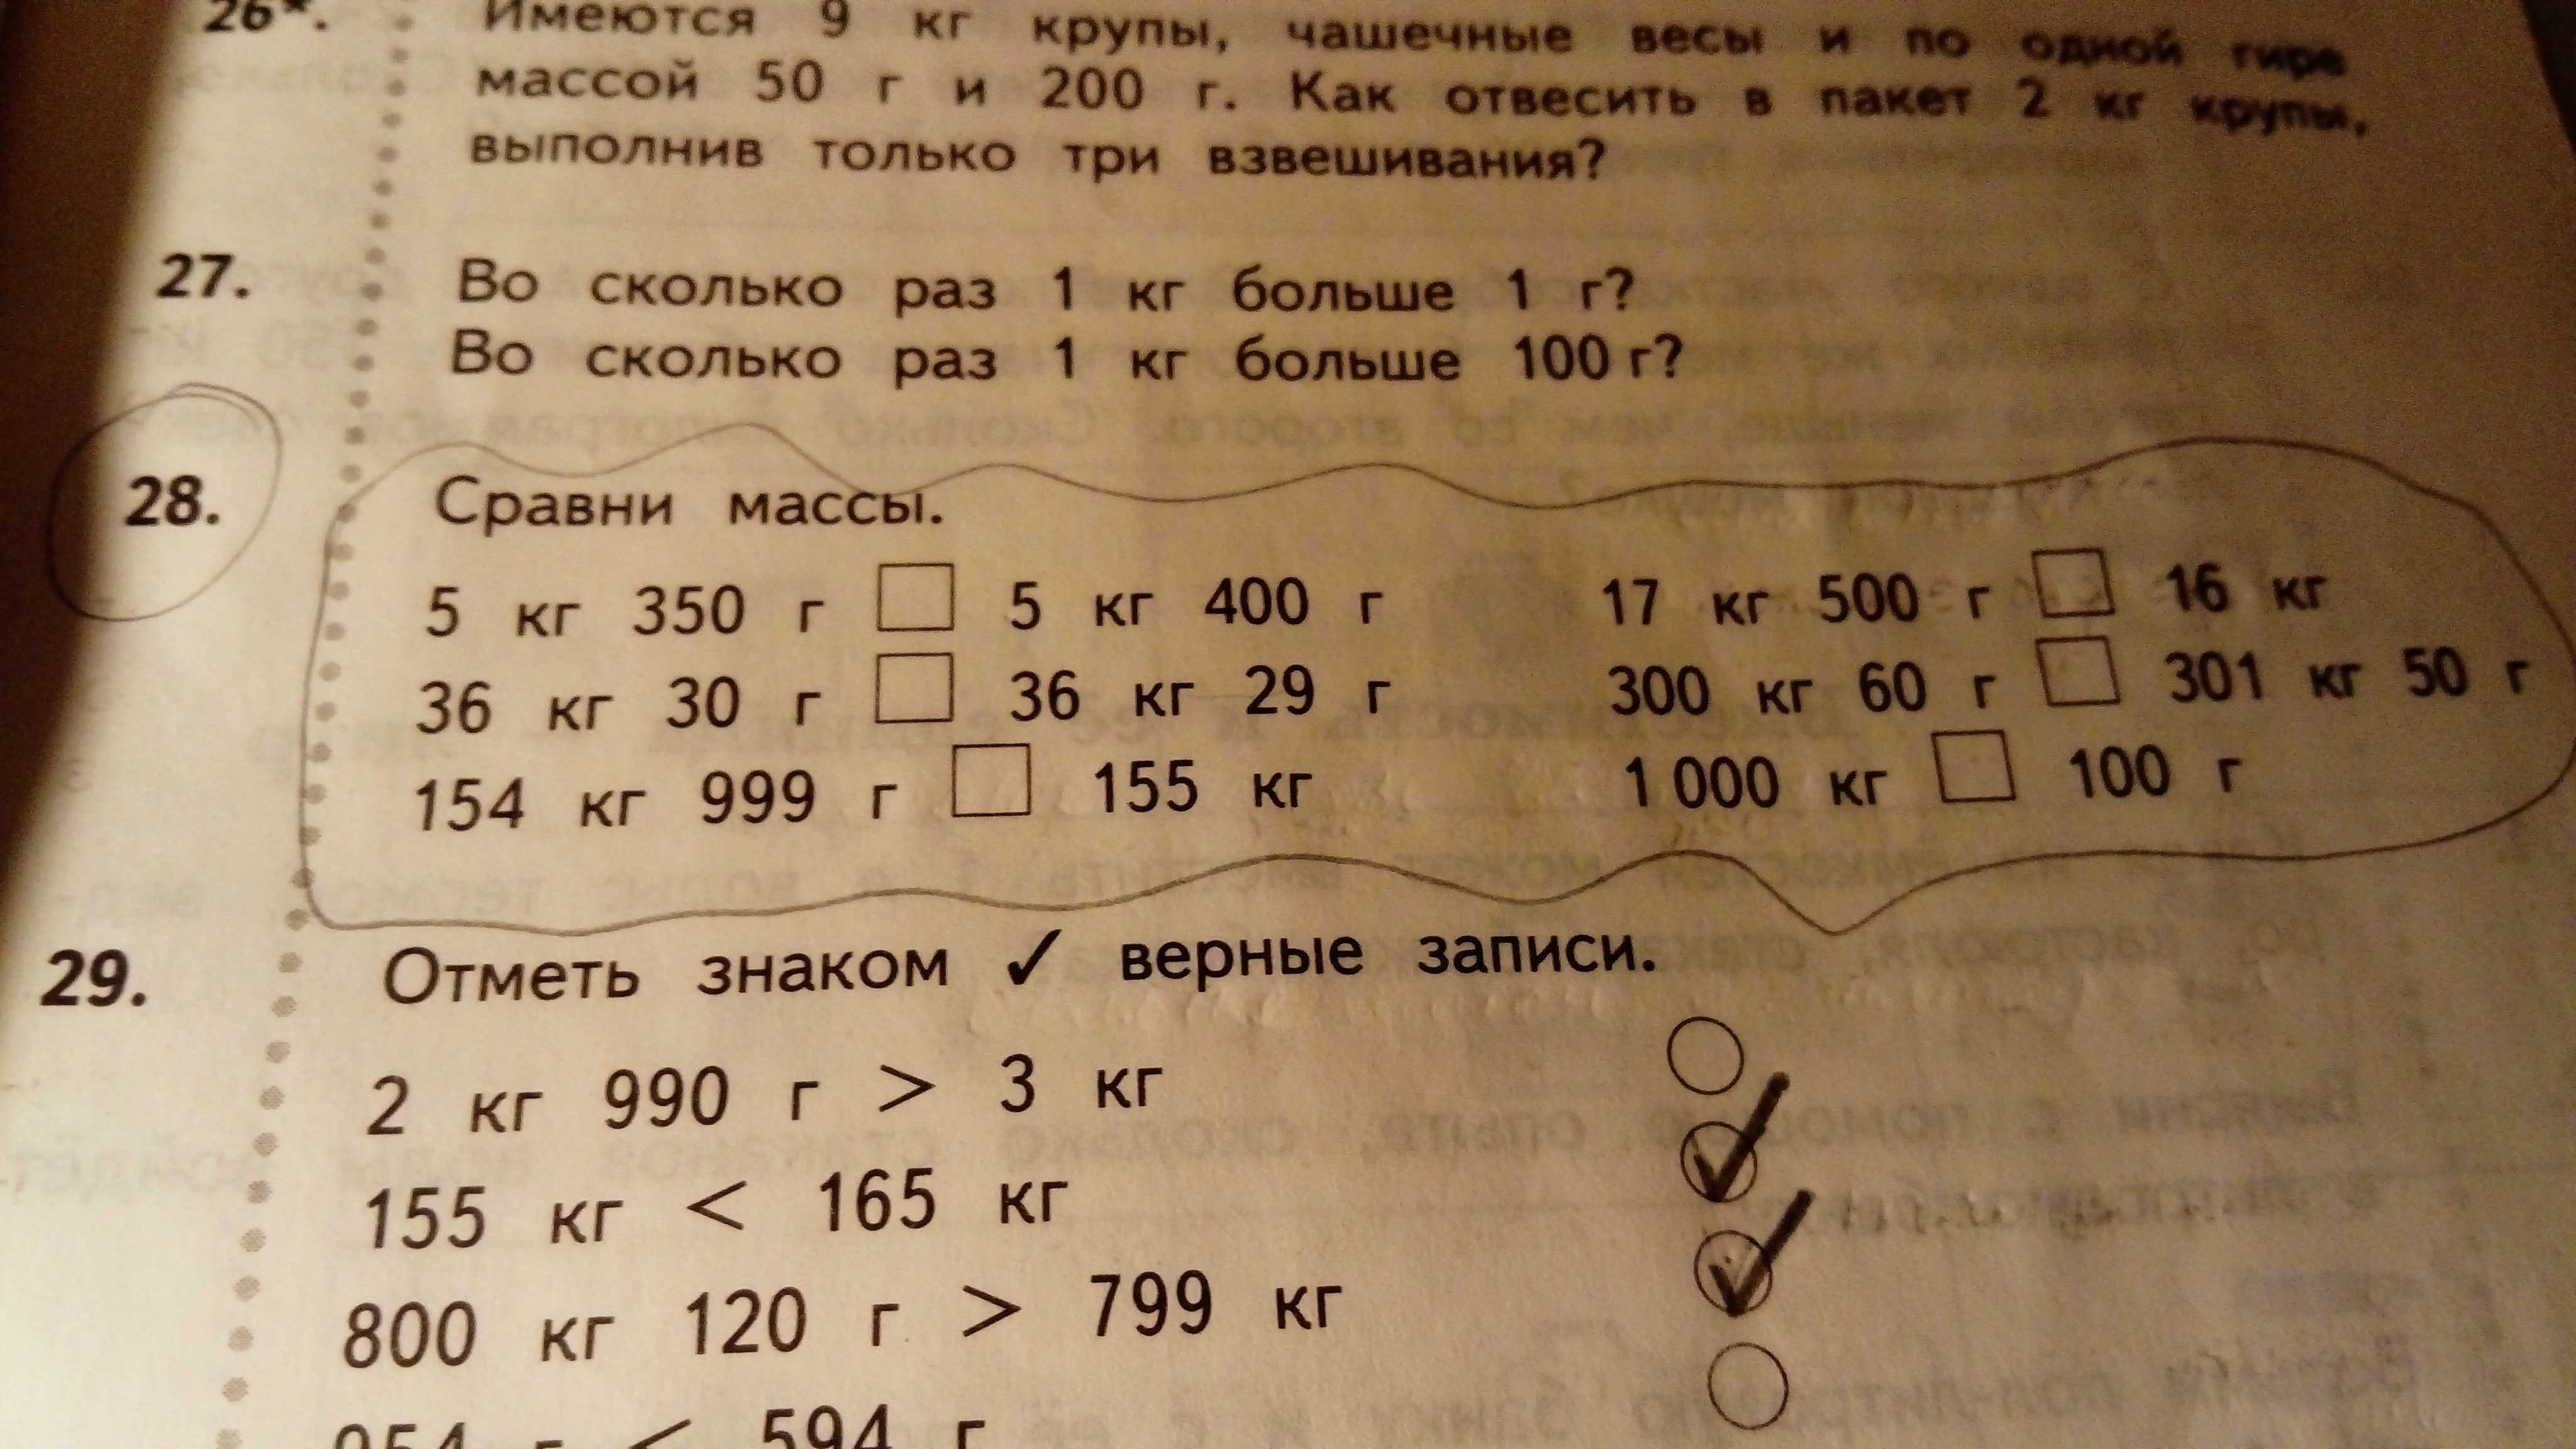 26*. Имеются 9 кг крупы, чашечные весы и по одной гире
массой 50 г и 200 г. Как отвесить в пакет 2 кг крупы,
выполнив только три взвешивания?
27. Во сколько раз 1 кг больше 1 г?
Во сколько раз 1 кг больше 100 г?
28. Сравни массы.
5 кг 350 г □ 5 кг 400 г 17 кг 500 г □ 16 кг
36 кг 30 г □ 36 кг 29 г 300 кг 60 г □ 301 кг 50 г
154 кг 999 г □ 155 кг 1 000 кг □ 100 г
29. Отметь знаком ✓ верные записи.
2 кг 990 г > 3 кг ○
155 кг < 165 кг ✓
800 кг 120 г > 799 кг ✓
954 г < 594 г ○